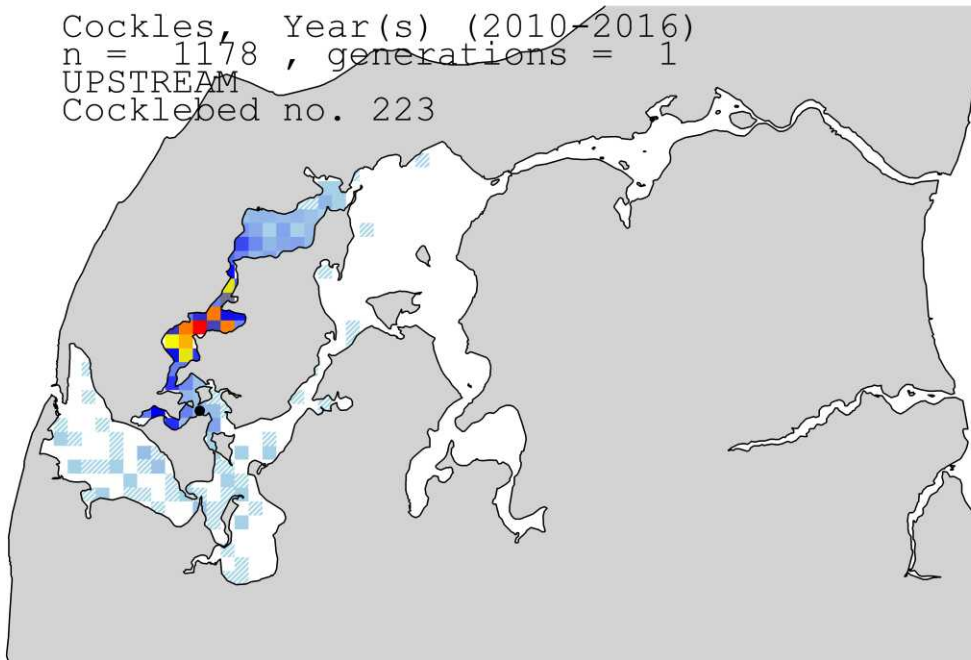 Cockles,  Year(s) (2010-2016)
n =  1178 , generations =  1
UPSTREAM
Cocklebed no. 223